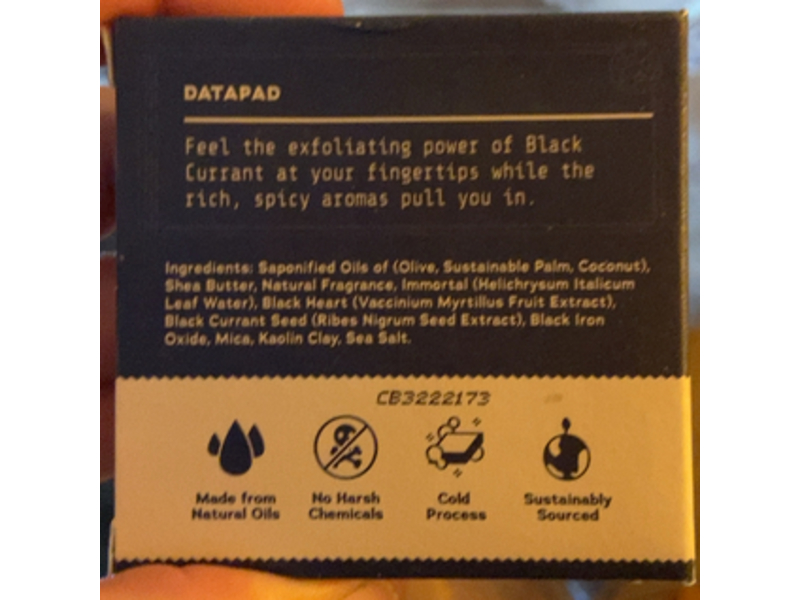 DATAPAD
Feel the exfoliating power of Black
Currant at your fingertips while the
rich, spicy aromas pull you in.
Ingredients: Saponified Oils of (Olive, Sustainable Palm, Coconut),
Shea Butter, Natural Fragrance, Immortal (Helichrysum Italicum
Leaf Water), Black Heart (Vaccinium Myrtillus Fruit Extract),
Black Currant Seed (Ribes Nigrum Seed Extract), Black Iron
Oxide, Mica, Kaolin Clay, Sea Salt.
CB3222173
Made from
Natural Oils
No Harsh
Chemicals
Cold
Process
Sustainably
Sourced